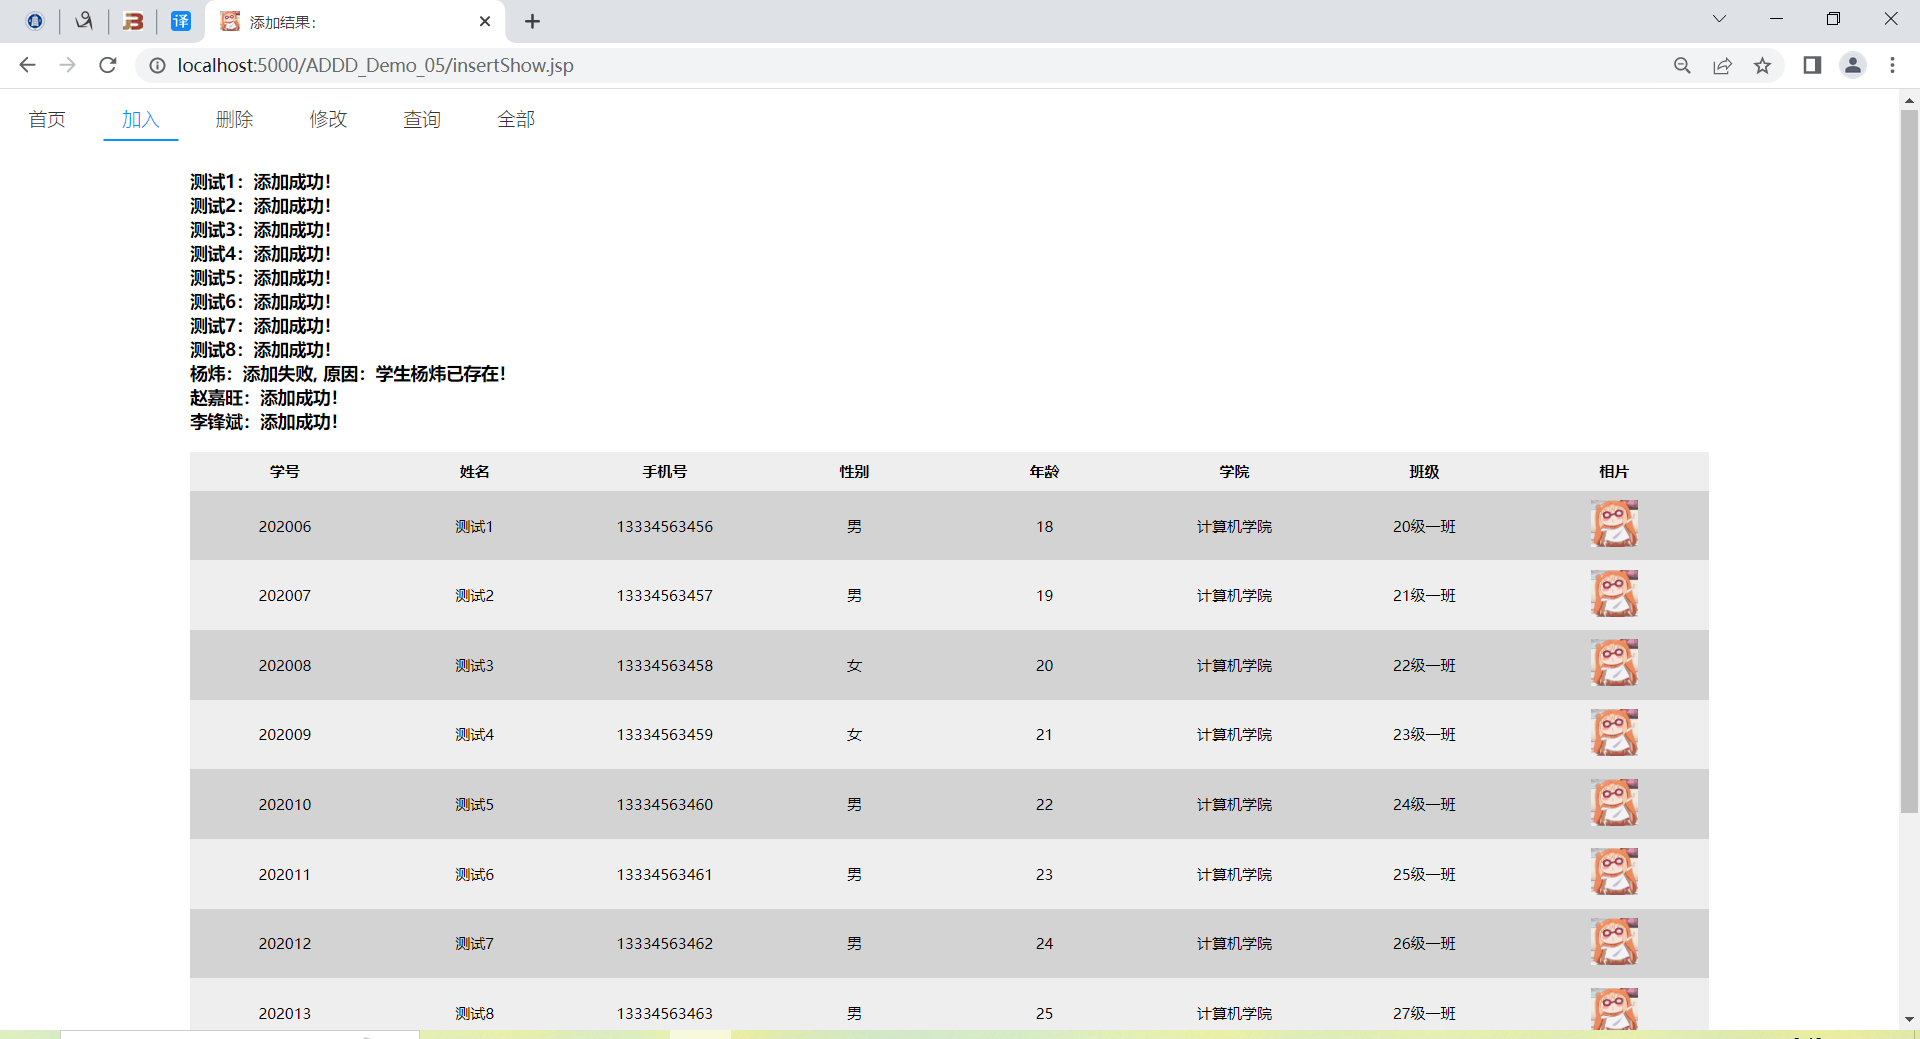 译
添加结果：
localhost:5000/ADDD_Demo_05/insertShow.jsp
首页 加入 删除 修改 查询 全部
测试1：添加成功！
测试2：添加成功！
测试3：添加成功！
测试4：添加成功！
测试5：添加成功！
测试6：添加成功！
测试7：添加成功！
测试8：添加成功！
杨炜：添加失败, 原因：学生杨炜已存在！
赵嘉旺：添加成功！
李锋斌：添加成功！
学号 姓名 手机号 性别 年龄 学院 班级 相片
202006 测试1 13334563456 男 18 计算机学院 20级一班
202007 测试2 13334563457 男 19 计算机学院 21级一班
202008 测试3 13334563458 女 20 计算机学院 22级一班
202009 测试4 13334563459 女 21 计算机学院 23级一班
202010 测试5 13334563460 男 22 计算机学院 24级一班
202011 测试6 13334563461 男 23 计算机学院 25级一班
202012 测试7 13334563462 男 24 计算机学院 26级一班
202013 测试8 13334563463 男 25 计算机学院 27级一班